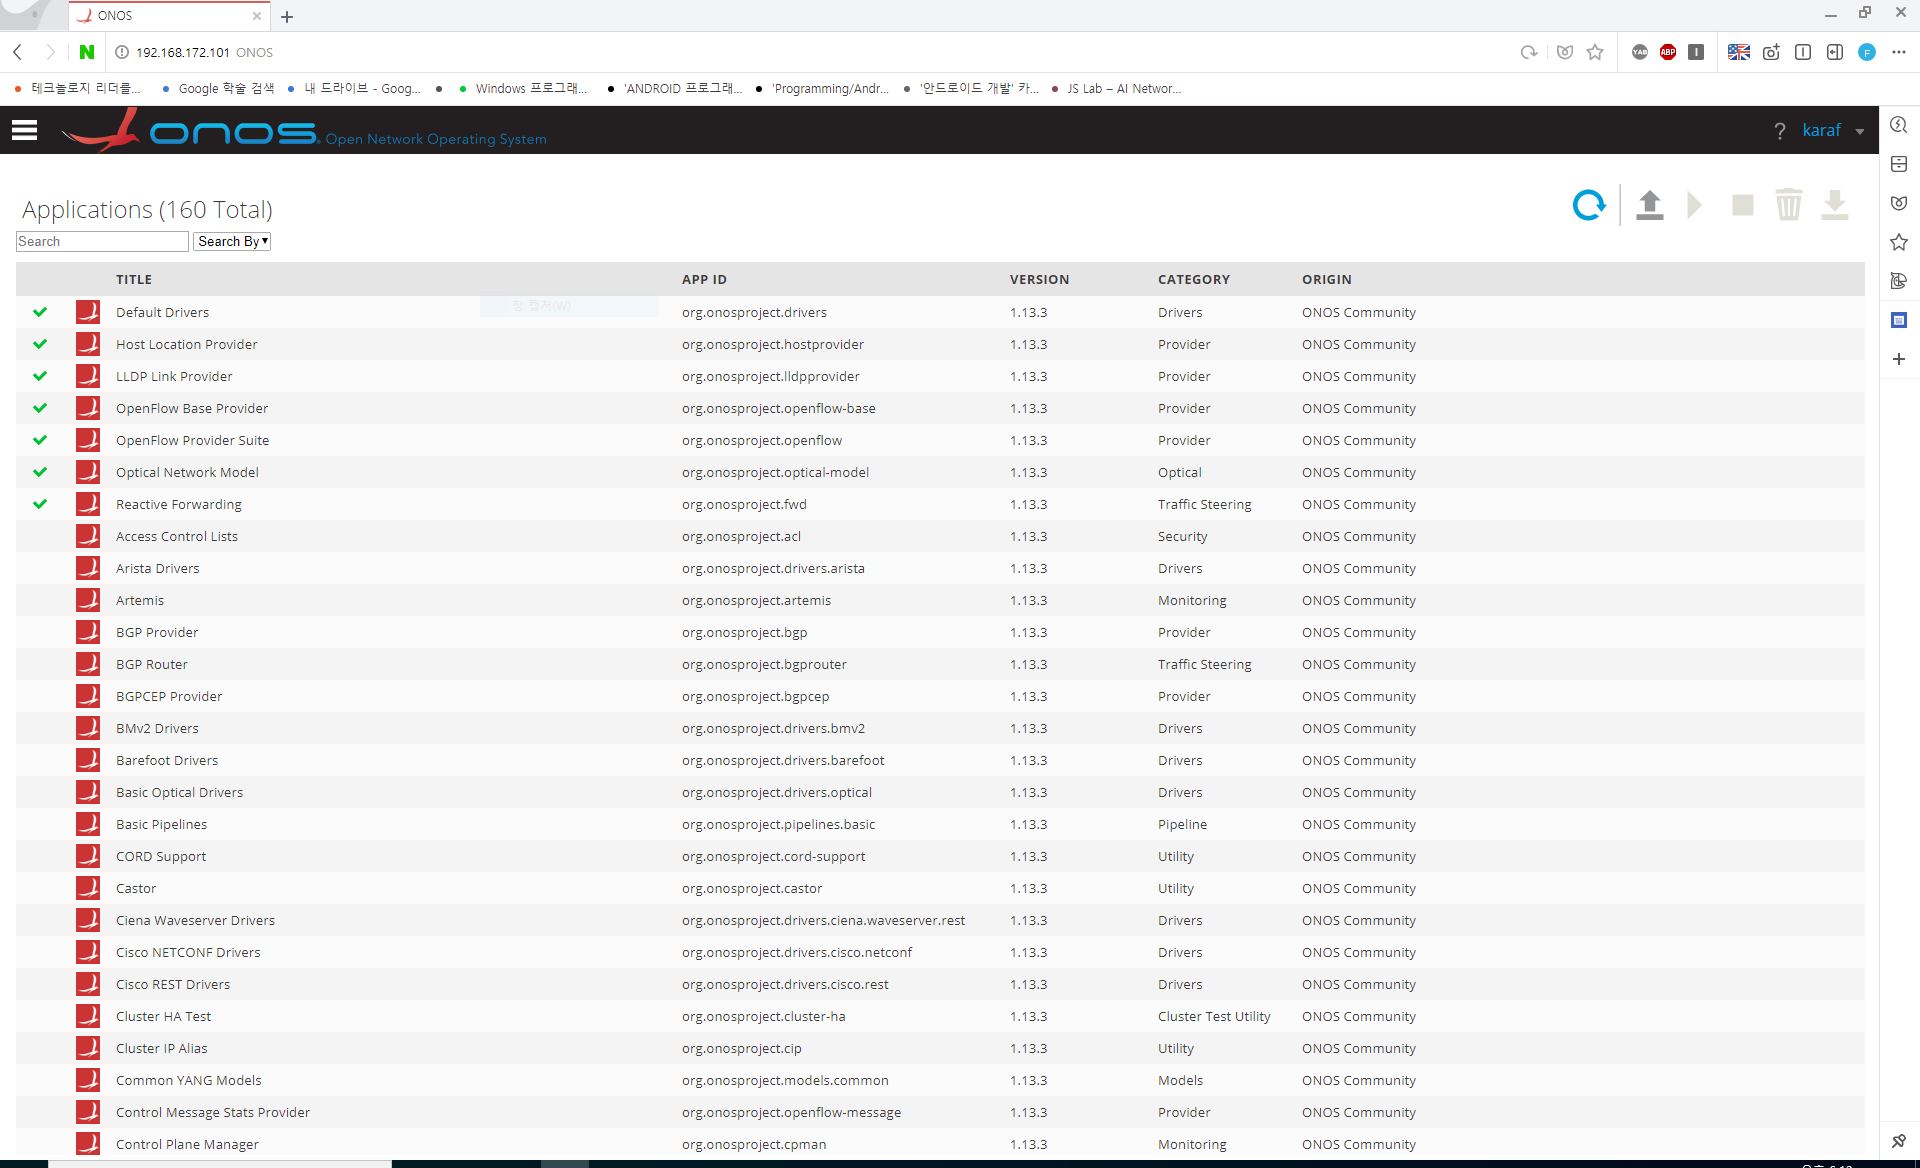 ONOS
192.168.172.101 ONOS
YAB ABP F
테크놀로지 리더를... Google 학술 검색 내 드라이브 - Goog... Windows 프로그래... 'ANDROID 프로그래... 'Programming/Andr... '안드로이드 개발' 카... JS Lab – AI Networ...
onos Open Network Operating System ? karaf
Applications (160 Total)
Search Search By
TITLE APP ID VERSION CATEGORY ORIGIN
창 캡처(W)
Default Drivers org.onosproject.drivers 1.13.3 Drivers ONOS Community
Host Location Provider org.onosproject.hostprovider 1.13.3 Provider ONOS Community
LLDP Link Provider org.onosproject.lldpprovider 1.13.3 Provider ONOS Community
OpenFlow Base Provider org.onosproject.openflow-base 1.13.3 Provider ONOS Community
OpenFlow Provider Suite org.onosproject.openflow 1.13.3 Provider ONOS Community
Optical Network Model org.onosproject.optical-model 1.13.3 Optical ONOS Community
Reactive Forwarding org.onosproject.fwd 1.13.3 Traffic Steering ONOS Community
Access Control Lists org.onosproject.acl 1.13.3 Security ONOS Community
Arista Drivers org.onosproject.drivers.arista 1.13.3 Drivers ONOS Community
Artemis org.onosproject.artemis 1.13.3 Monitoring ONOS Community
BGP Provider org.onosproject.bgp 1.13.3 Provider ONOS Community
BGP Router org.onosproject.bgprouter 1.13.3 Traffic Steering ONOS Community
BGPCEP Provider org.onosproject.bgpcep 1.13.3 Provider ONOS Community
BMv2 Drivers org.onosproject.drivers.bmv2 1.13.3 Drivers ONOS Community
Barefoot Drivers org.onosproject.drivers.barefoot 1.13.3 Drivers ONOS Community
Basic Optical Drivers org.onosproject.drivers.optical 1.13.3 Drivers ONOS Community
Basic Pipelines org.onosproject.pipelines.basic 1.13.3 Pipeline ONOS Community
CORD Support org.onosproject.cord-support 1.13.3 Utility ONOS Community
Castor org.onosproject.castor 1.13.3 Utility ONOS Community
Ciena Waveserver Drivers org.onosproject.drivers.ciena.waveserver.rest 1.13.3 Drivers ONOS Community
Cisco NETCONF Drivers org.onosproject.drivers.cisco.netconf 1.13.3 Drivers ONOS Community
Cisco REST Drivers org.onosproject.drivers.cisco.rest 1.13.3 Drivers ONOS Community
Cluster HA Test org.onosproject.cluster-ha 1.13.3 Cluster Test Utility ONOS Community
Cluster IP Alias org.onosproject.cip 1.13.3 Utility ONOS Community
Common YANG Models org.onosproject.models.common 1.13.3 Models ONOS Community
Control Message Stats Provider org.onosproject.openflow-message 1.13.3 Provider ONOS Community
Control Plane Manager org.onosproject.cpman 1.13.3 Monitoring ONOS Community